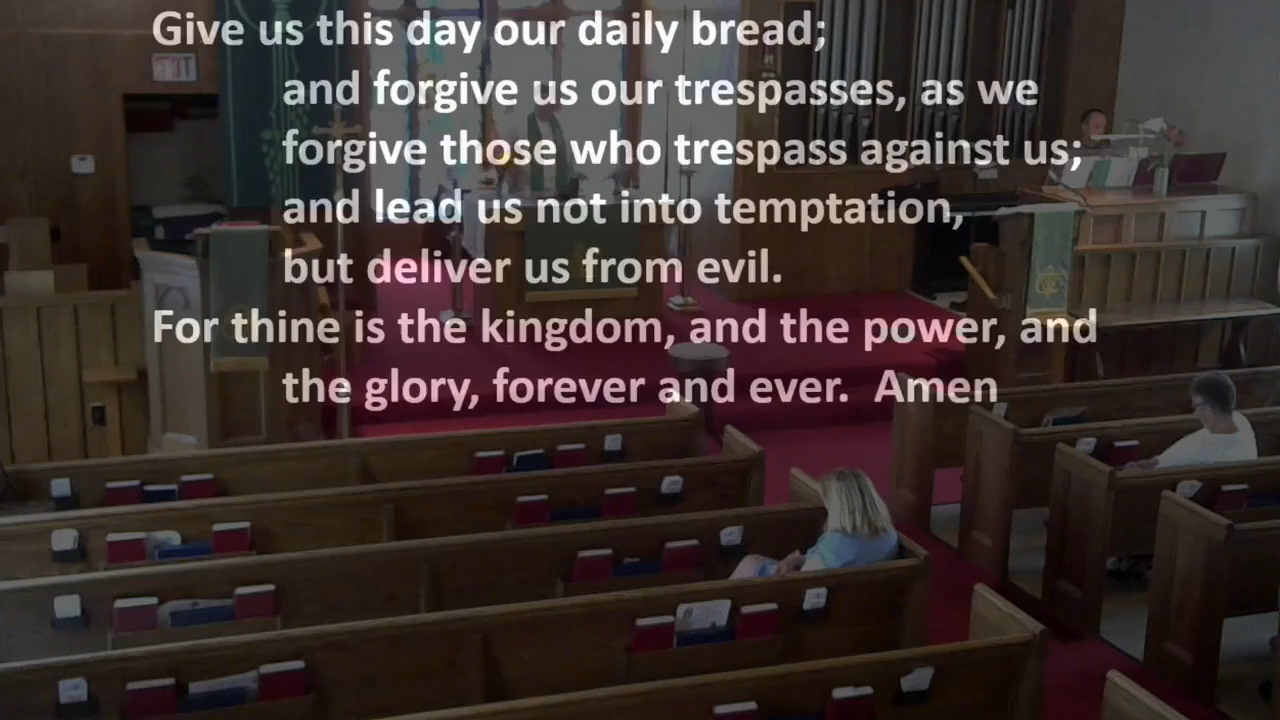 Give us this day our daily bread;
and forgive us our trespasses, as we
forgive those who trespass against us;
and lead us not into temptation,
but deliver us from evil.
For thine is the kingdom, and the power, and
the glory, forever and ever.  Amen
EXIT